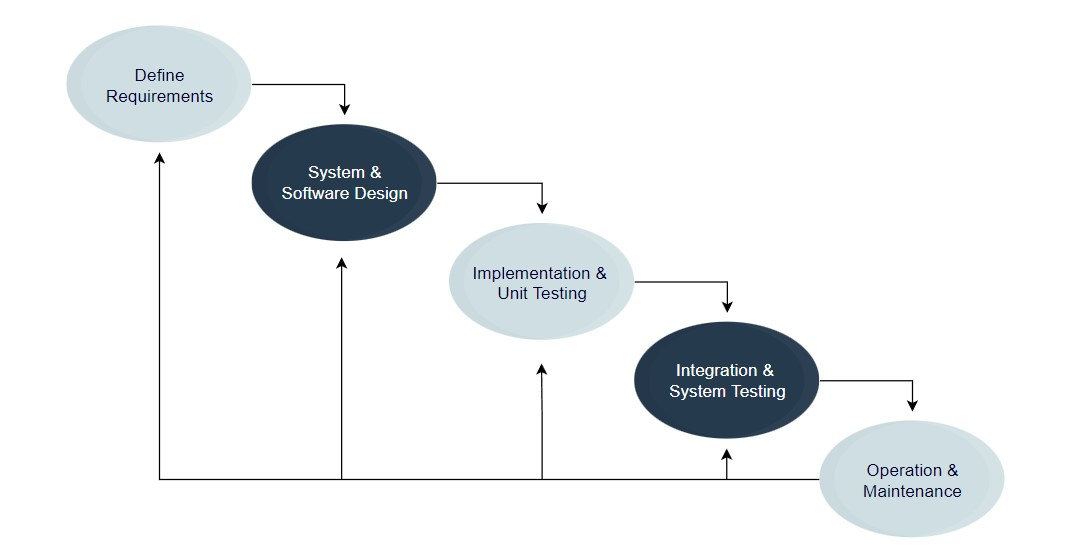 Define
Requirements
System &
Software Design
Implementation &
Unit Testing
Integration &
System Testing
Operation &
Maintenance